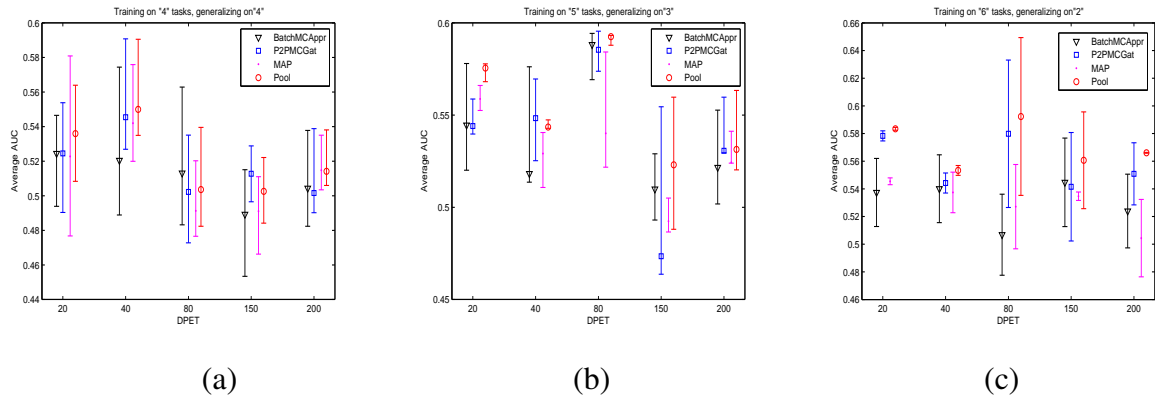 Training on "4" tasks, generalizing on"4"
0.6
0.58
0.56
0.54
0.52
0.5
0.48
0.46
0.44
Average AUC
20 40 80 150 200
DPET
BatchMCAppr
P2PMCGat
MAP
Pool
(a)
Training on "5" tasks, generalizing on"3"
0.6
0.55
0.5
0.45
Average AUC
20 40 80 150 200
DPET
BatchMCAppr
P2PMCGat
MAP
Pool
(b)
Training on "6" tasks, generalizing on"2"
0.66
0.64
0.62
0.6
0.58
0.56
0.54
0.52
0.5
0.48
0.46
Average AUC
20 40 80 150 200
DPET
BatchMCAppr
P2PMCGat
MAP
Pool
(c)